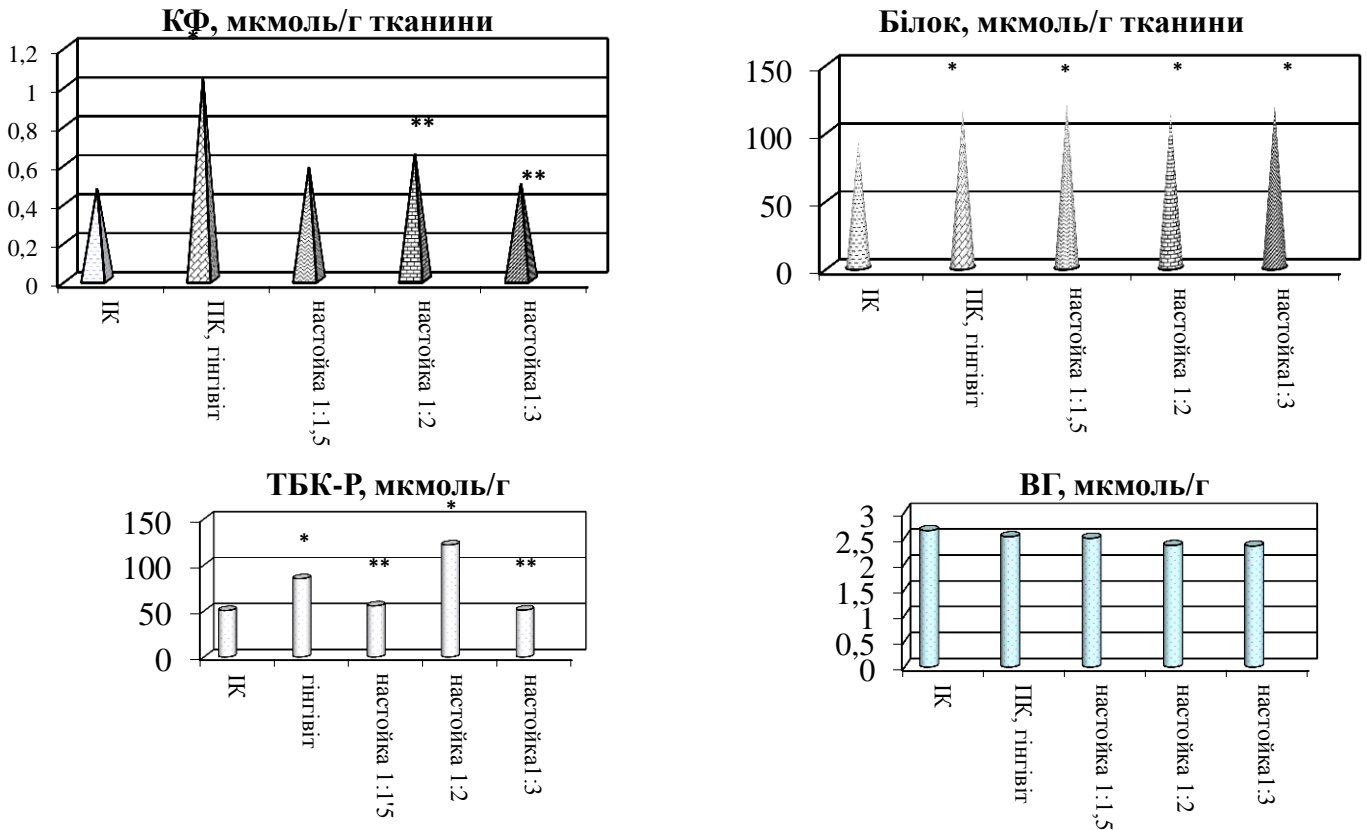 КФ, мкмоль/г тканини
*
1,2
1
0,8
0,6
0,4
0,2
0
**
**
ІК
ПК, гінгівіт
настойка 1:1,5
настойка 1:2
настойка1:3
Білок, мкмоль/г тканини
150
100
50
0
*
*
*
*
ІК
ПК, гінгівіт
настойка 1:1,5
настойка 1:2
настойка1:3
ТБК-Р, мкмоль/г
150
100
50
0
*
**
*
**
ІК
гінгівіт
настойка 1:1'5
настойка 1:2
настойка1:3
ВГ, мкмоль/г
3
2,5
2
1,5
1
0,5
0
ІК
ПК, гінгівіт
настойка 1:1,5
настойка 1:2
настойка1:3